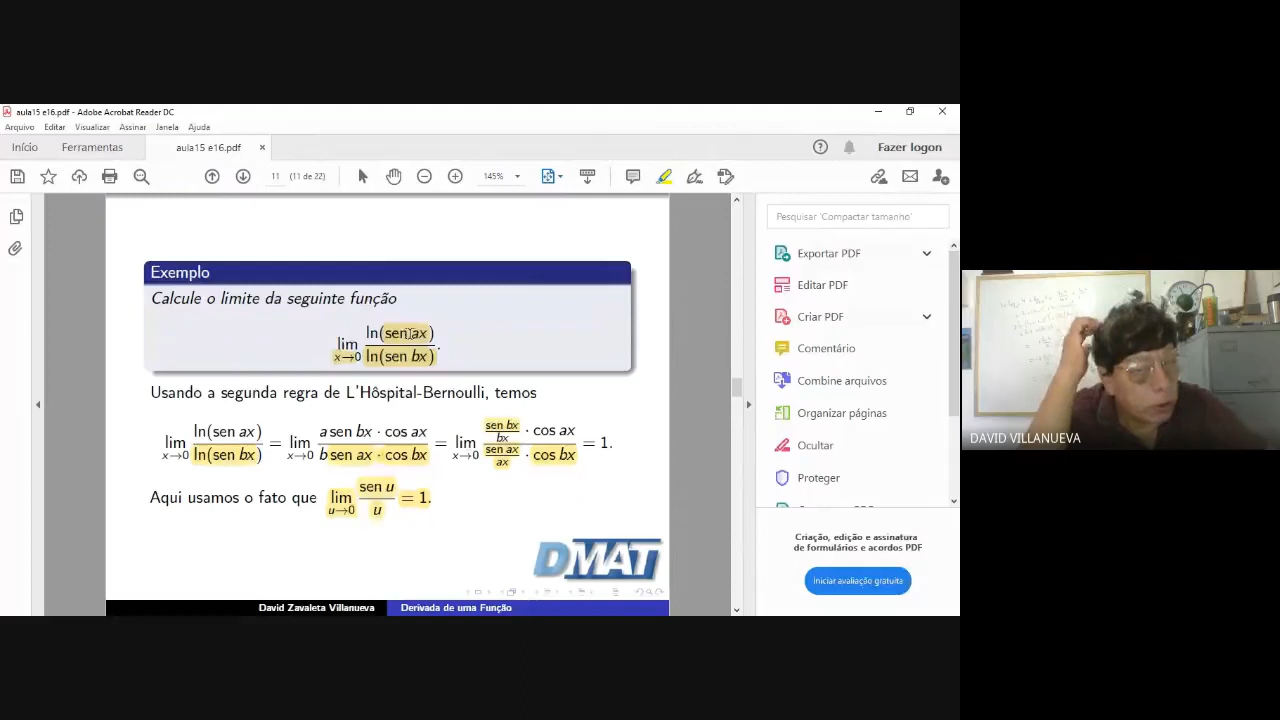 aula15 e16.pdf - Adobe Acrobat Reader DC
Arquivo Editar Visualizar Assinar Janela Ajuda
Início Ferramentas aula15 e16.pdf × Fazer logon
11 (11 de 22) 145%
Pesquisar 'Compactar tamanho'
Exportar PDF
Editar PDF
Criar PDF
Comentário
Combine arquivos
Organizar páginas
Ocultar
Proteger
Criação, edição e assinatura
de formulários e acordos PDF
Iniciar avaliação gratuita
Exemplo
Calcule o limite da seguinte função
lim x→0 ln(sen ax) / ln(sen bx).
Usando a segunda regra de L'Hôspital-Bernoulli, temos
lim x→0 ln(sen ax) / ln(sen bx) = lim x→0 a sen bx · cos ax / b sen ax · cos bx = lim x→0 (sen bx / bx · cos ax) / (sen ax / ax · cos bx) = 1.
Aqui usamos o fato que lim u→0 sen u / u = 1.
DMAT
David Zavaleta Villanueva Derivada de uma Função
DAVID VILLANUEVA